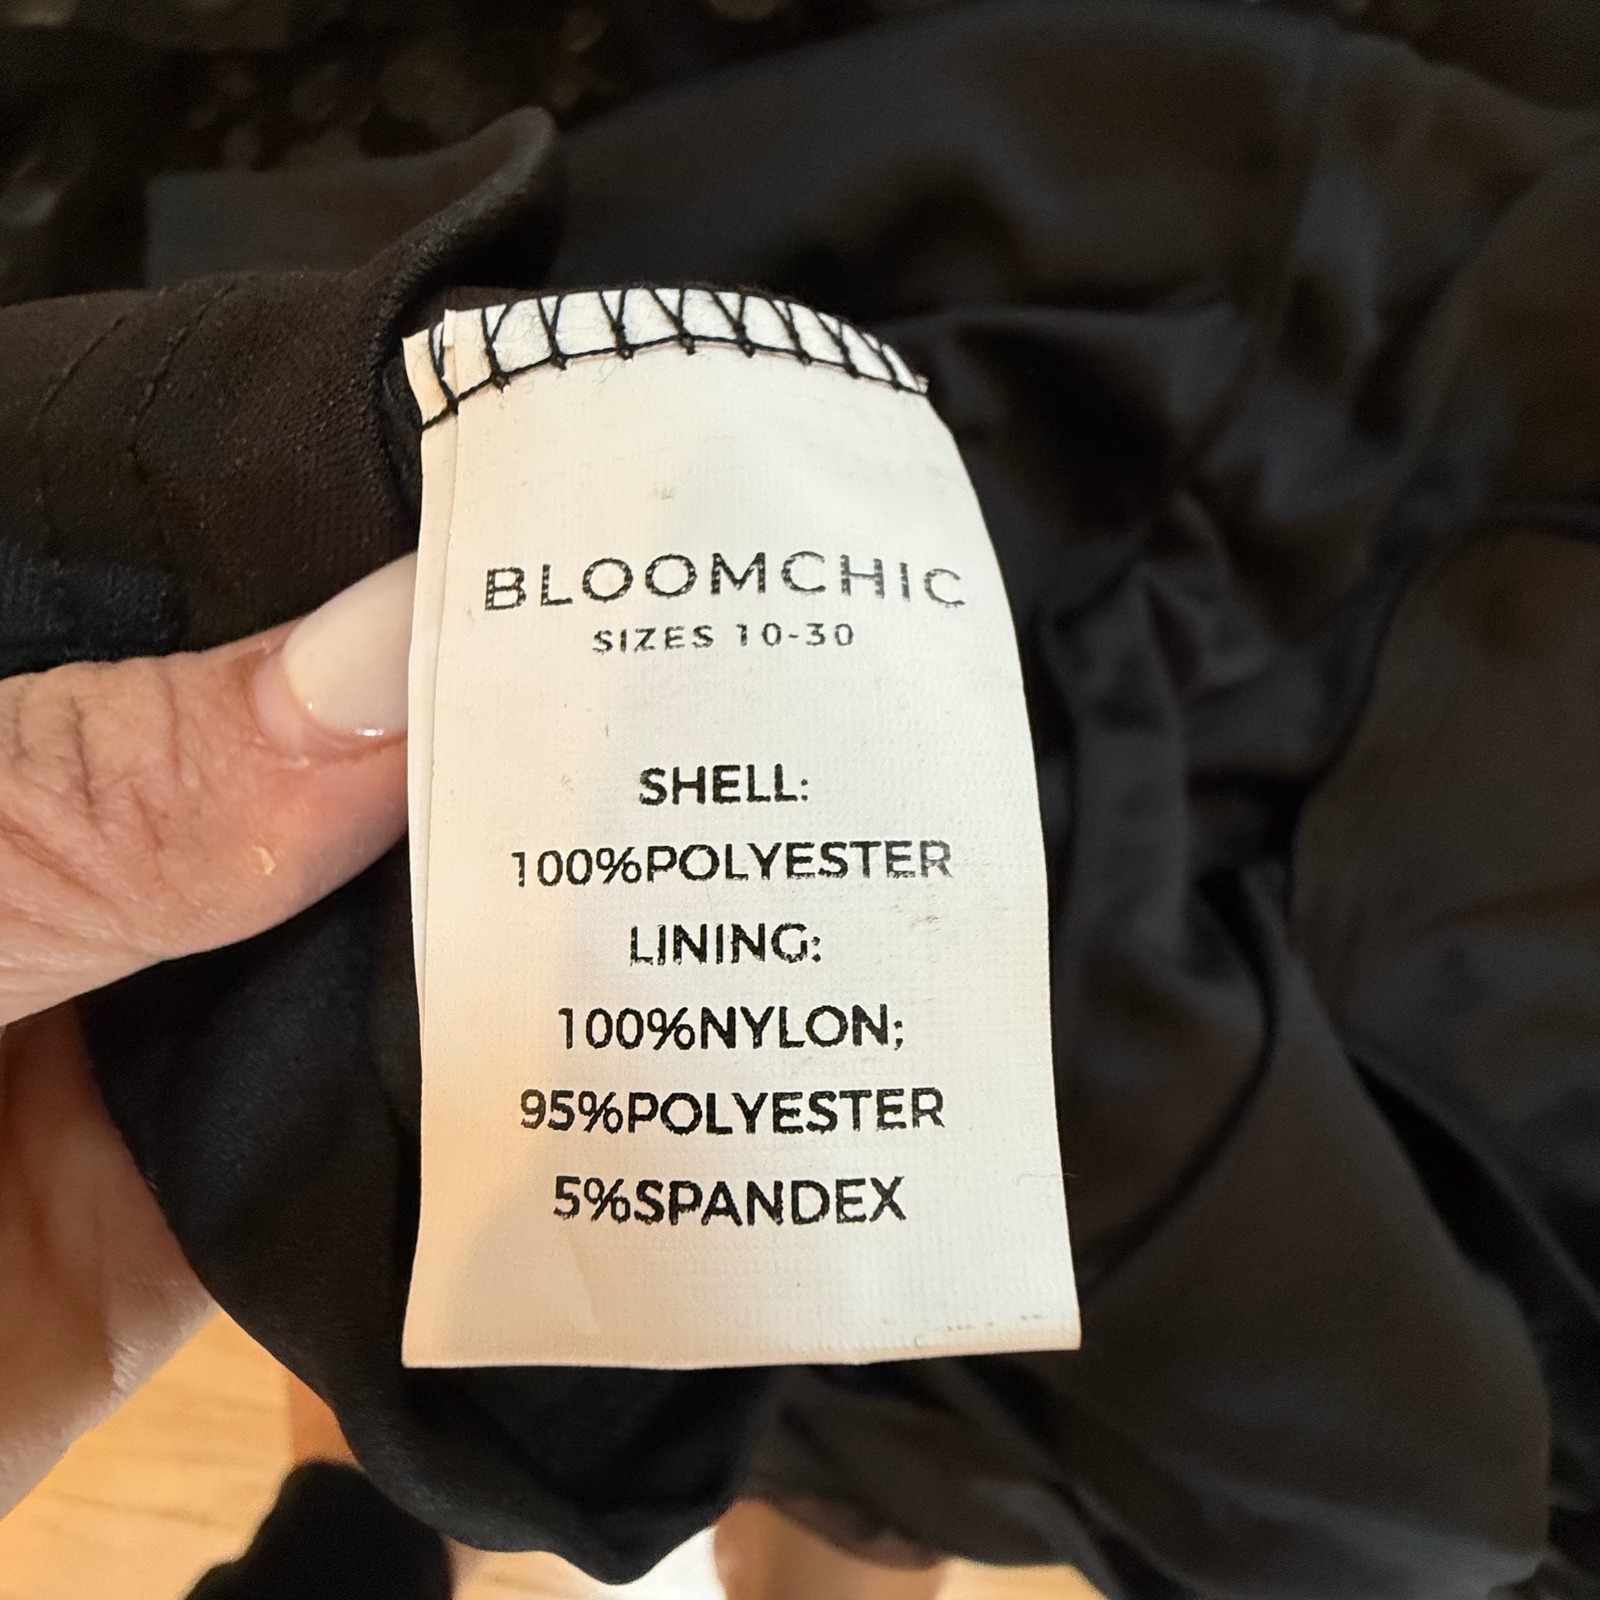 BLOOMCHIC
SIZES 10-30
SHELL:
100%POLYESTER
LINING:
100%NYLON;
95%POLYESTER
5%SPANDEX